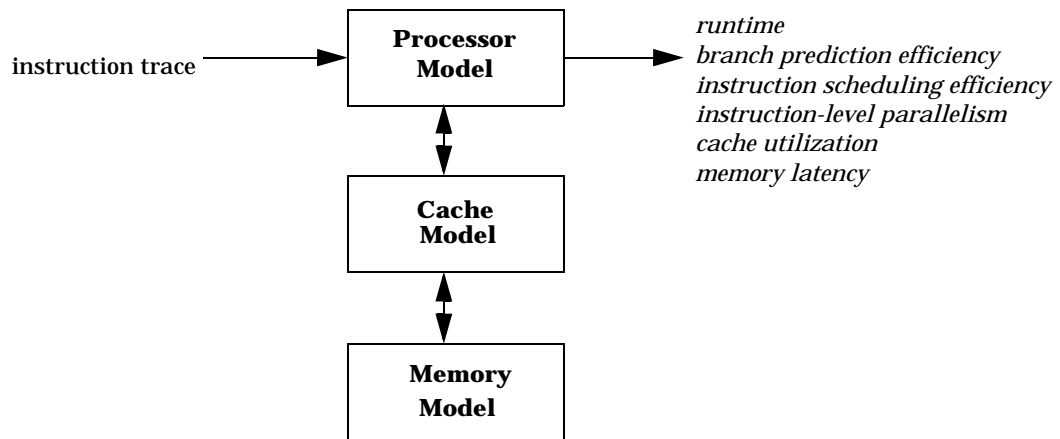 instruction trace
Processor
Model
runtime
branch prediction efficiency
instruction scheduling efficiency
instruction-level parallelism
cache utilization
memory latency
Cache
Model
Memory
Model